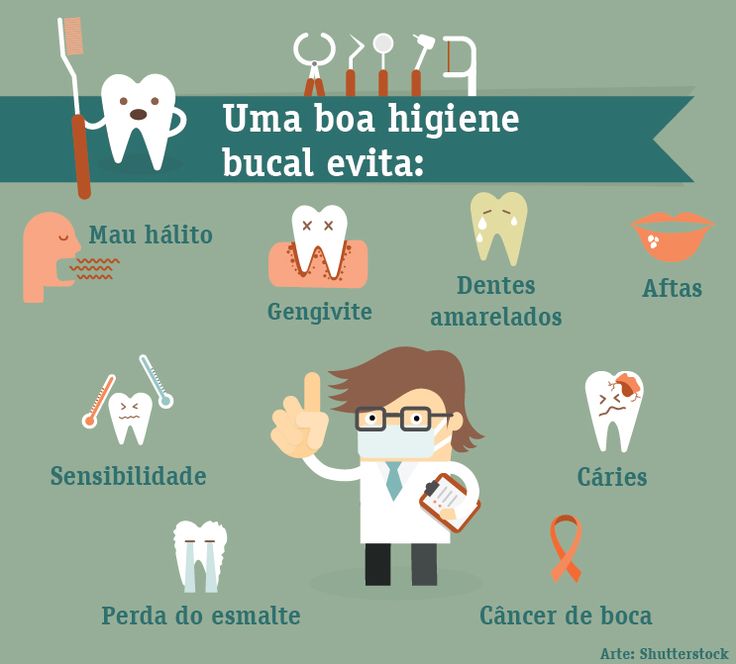 Uma boa higiene
bucal evita:
Mau hálito
Gengivite
Dentes
amarelados
Aftas
Sensibilidade
Cáries
Perda do esmalte
Câncer de boca
Arte: Shutterstock